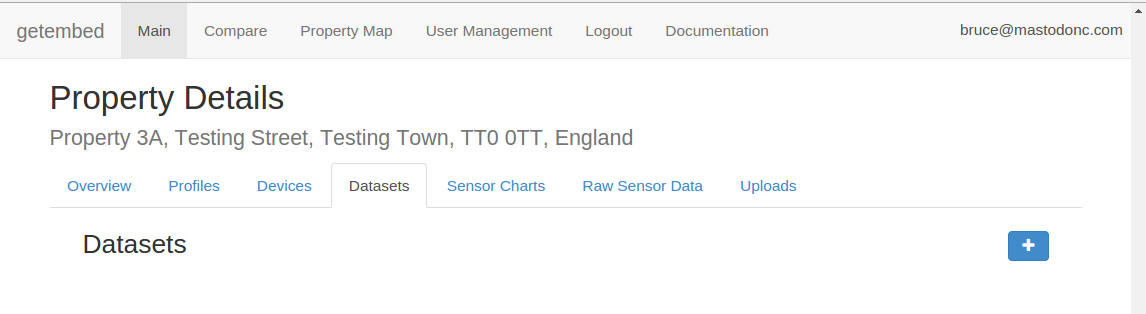 getembed Main Compare Property Map User Management Logout Documentation bruce@mastodonc.com
Property Details
Property 3A, Testing Street, Testing Town, TT0 0TT, England
Overview Profiles Devices Datasets Sensor Charts Raw Sensor Data Uploads
Datasets